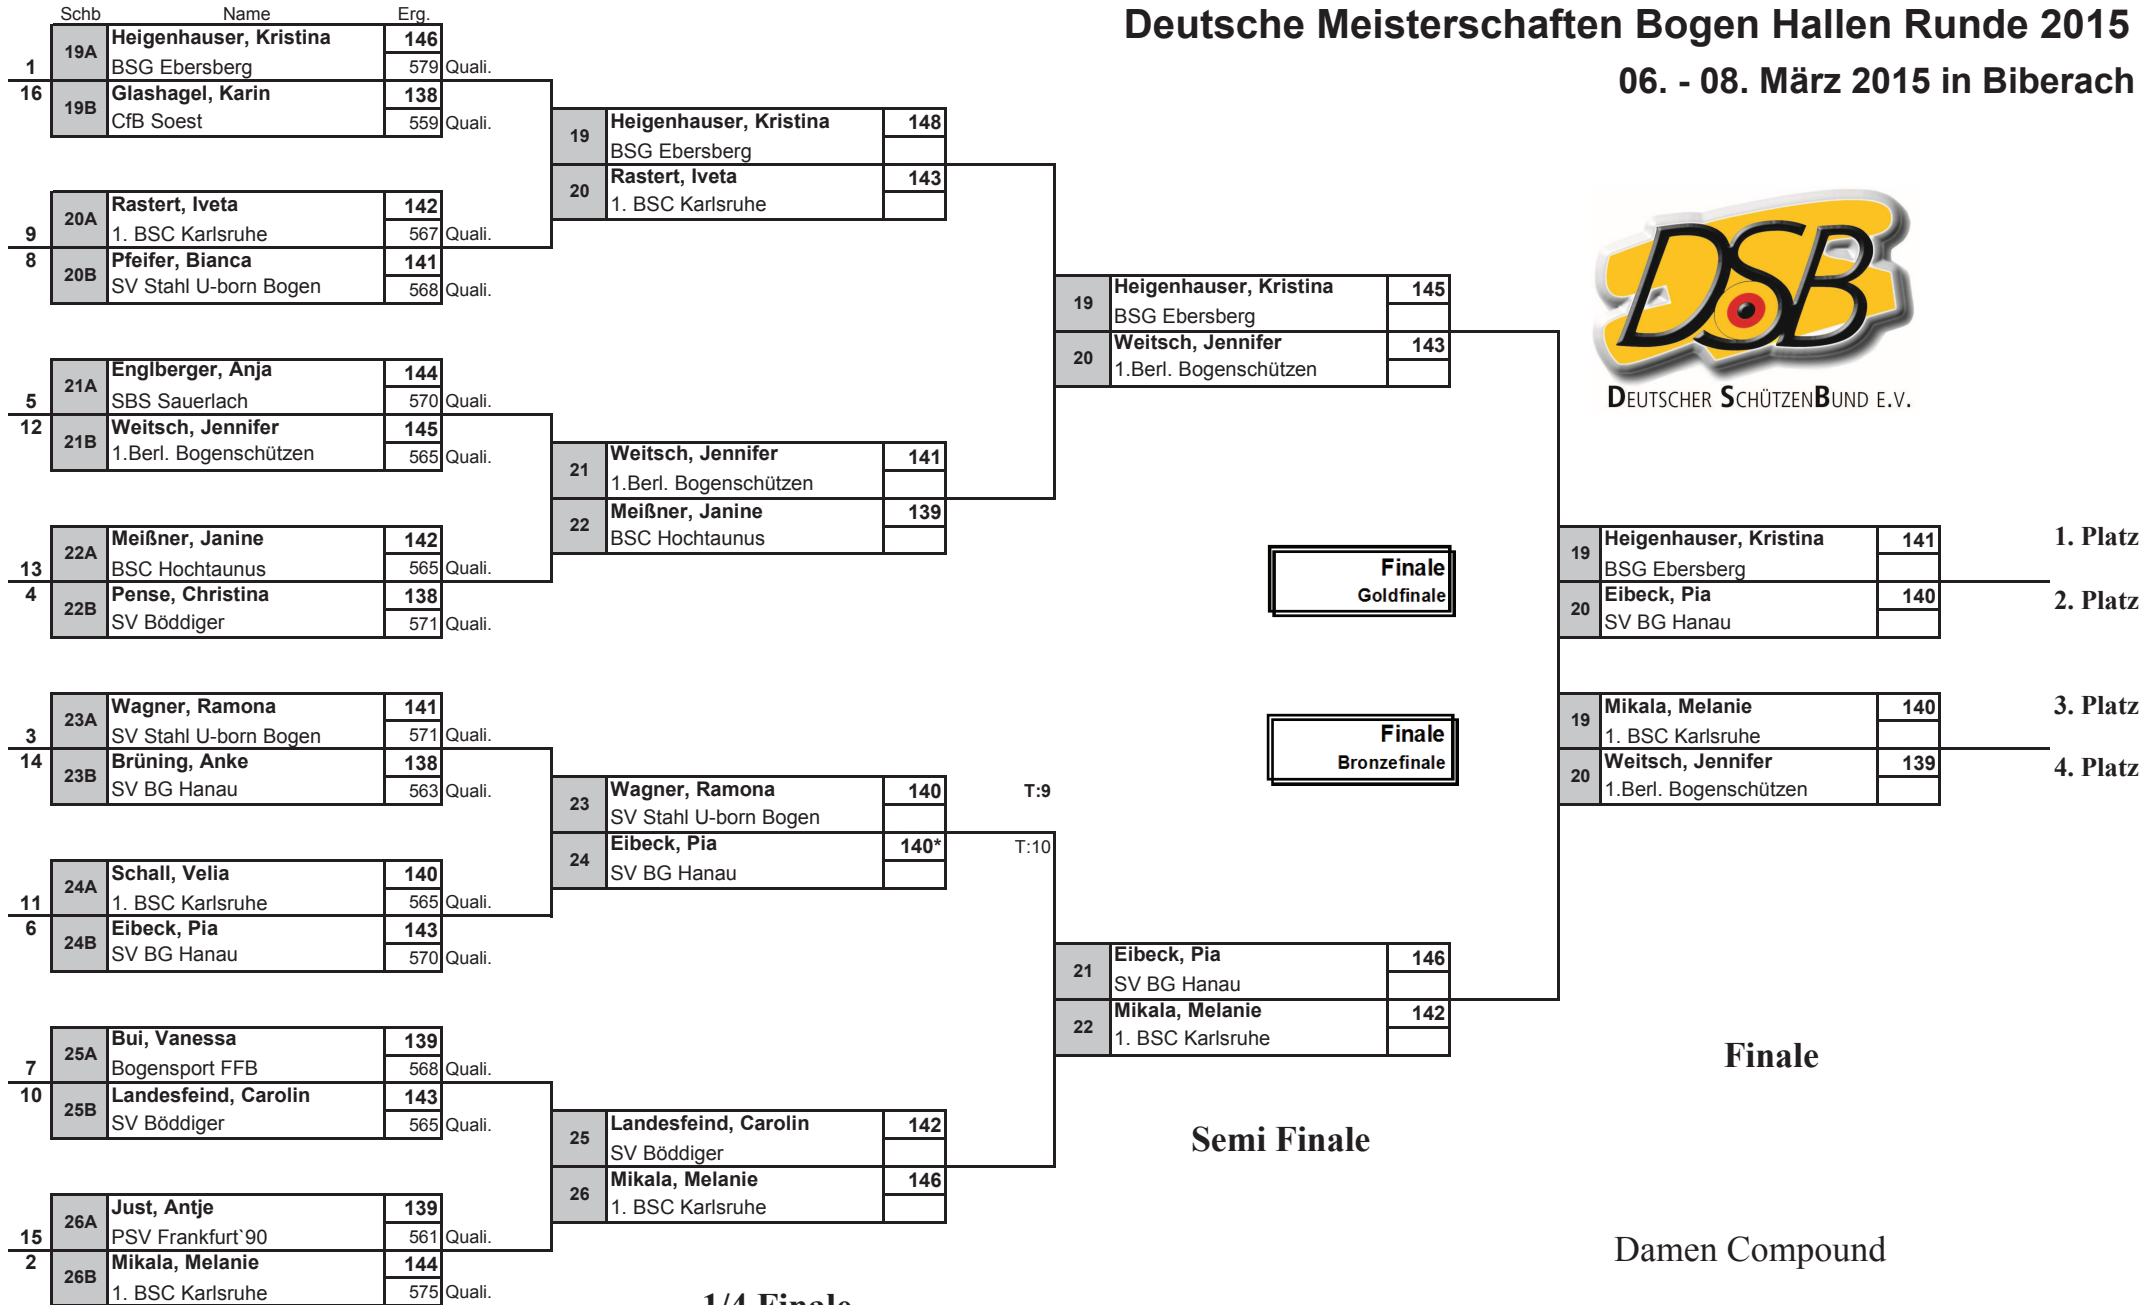 Deutsche Meisterschaften Bogen Hallen Runde 2015
06. - 08. März 2015 in Biberach
Schb Name Erg.
19A Heigenhauser, Kristina 146
1 BSG Ebersberg 579 Quali.
16 19B Glashagel, Karin 138
CfB Soest 559 Quali.
20A Rastert, Iveta 142
9 1. BSC Karlsruhe 567 Quali.
8 20B Pfeifer, Bianca 141
SV Stahl U-born Bogen 568 Quali.
21A Englberger, Anja 144
5 SBS Sauerlach 570 Quali.
12 21B Weitsch, Jennifer 145
1.Berl. Bogenschützen 565 Quali.
22A Meißner, Janine 142
13 BSC Hochtaunus 565 Quali.
4 22B Pense, Christina 138
SV Böddiger 571 Quali.
23A Wagner, Ramona 141
3 SV Stahl U-born Bogen 571 Quali.
14 23B Brüning, Anke 138
SV BG Hanau 563 Quali.
24A Schall, Velia 140
11 1. BSC Karlsruhe 565 Quali.
6 24B Eibeck, Pia 143
SV BG Hanau 570 Quali.
25A Bui, Vanessa 139
7 Bogensport FFB 568 Quali.
10 25B Landesfeind, Carolin 143
SV Böddiger 565 Quali.
26A Just, Antje 139
15 PSV Frankfurt`90 561 Quali.
2 26B Mikala, Melanie 144
1. BSC Karlsruhe 575 Quali.
19 Heigenhauser, Kristina 148
BSG Ebersberg
20 Rastert, Iveta 143
1. BSC Karlsruhe
21 Weitsch, Jennifer 141
1.Berl. Bogenschützen
22 Meißner, Janine 139
BSC Hochtaunus
23 Wagner, Ramona 140 T:9
SV Stahl U-born Bogen
24 Eibeck, Pia 140* T:10
SV BG Hanau
25 Landesfeind, Carolin 142
SV Böddiger
26 Mikala, Melanie 146
1. BSC Karlsruhe
1/4 Finale
19 Heigenhauser, Kristina 145
BSG Ebersberg
20 Weitsch, Jennifer 143
1.Berl. Bogenschützen
21 Eibeck, Pia 146
SV BG Hanau
22 Mikala, Melanie 142
1. BSC Karlsruhe
Semi Finale
DSB
DEUTSCHER SCHÜTZENBUND E.V.
Finale
Goldfinale
19 Heigenhauser, Kristina 141 1. Platz
BSG Ebersberg
20 Eibeck, Pia 140 2. Platz
SV BG Hanau
Finale
Bronzefinale
19 Mikala, Melanie 140 3. Platz
1. BSC Karlsruhe
20 Weitsch, Jennifer 139 4. Platz
1.Berl. Bogenschützen
Finale
Damen Compound